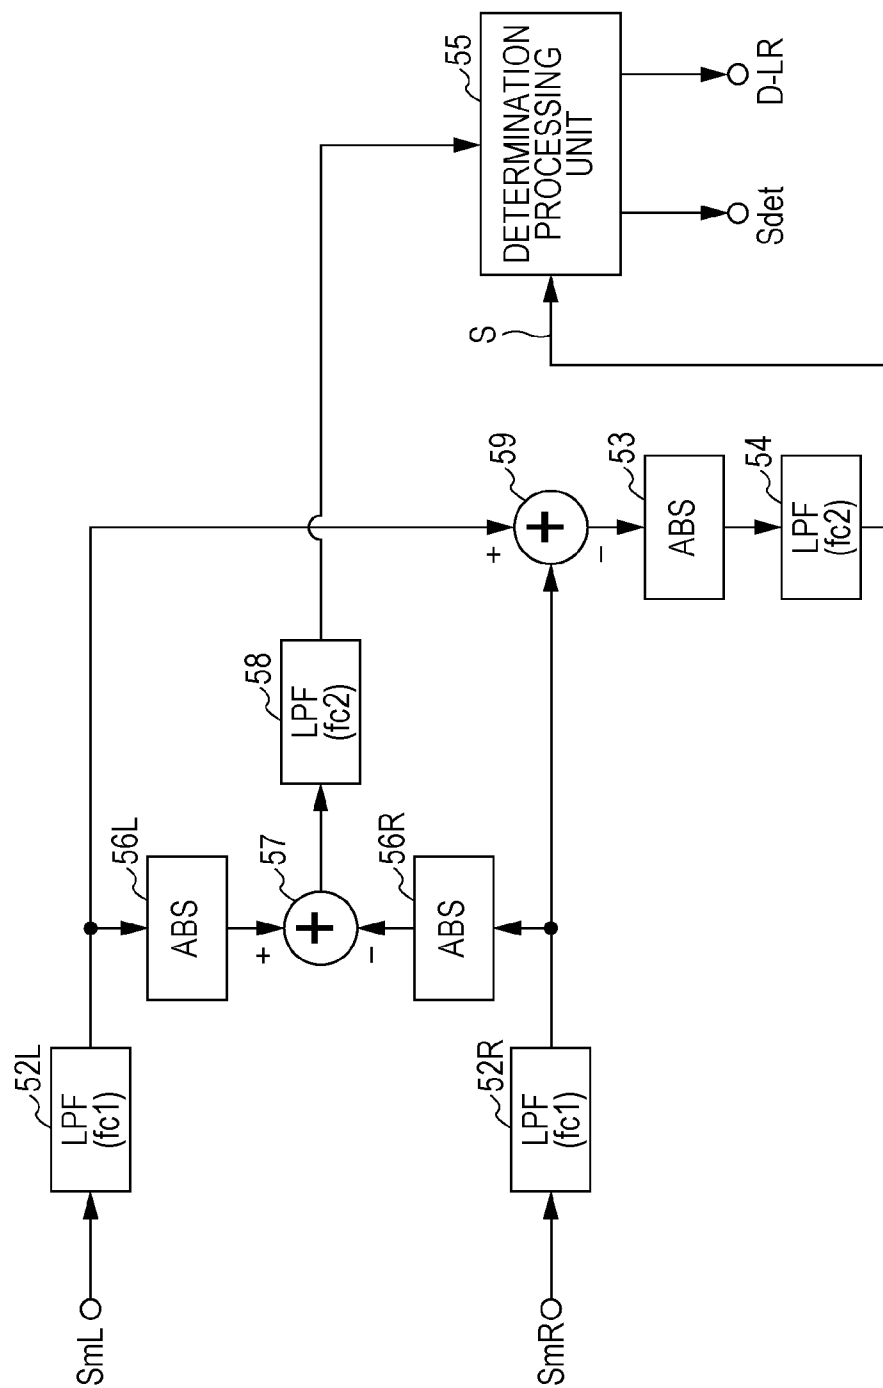 SmL
52L
LPF
(fc1)
56L
ABS
+
57
+
−
56R
ABS
58
LPF
(fc2)
SmR
52R
LPF
(fc1)
+
59
+
−
53
ABS
54
LPF
(fc2)
S
55
DETERMINATION
PROCESSING
UNIT
Sdet
D-LR